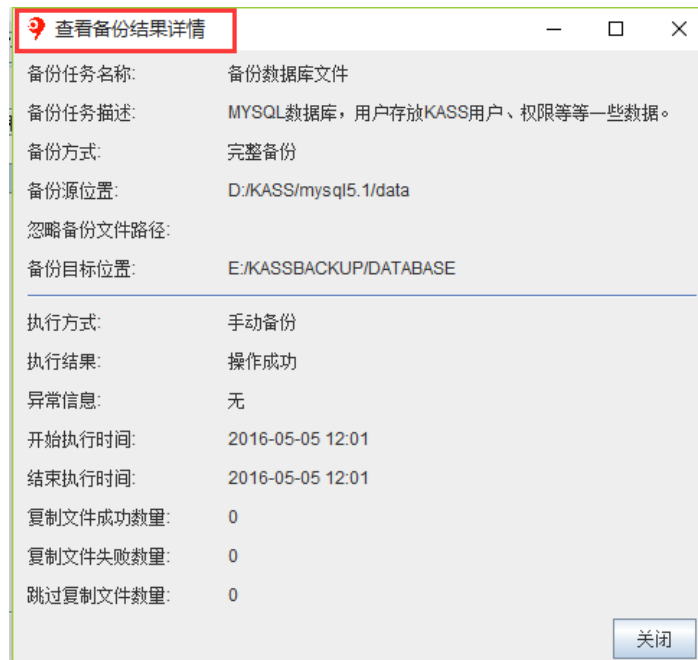 查看备份结果详情
备份任务名称: 备份数据库文件
备份任务描述: MYSQL数据库，用户存放KASS用户、权限等等一些数据。
备份方式: 完整备份
备份源位置: D:/KASS/mysql5.1/data
忽略备份文件路径:
备份目标位置: E:/KASSBACKUP/DATABASE
执行方式: 手动备份
执行结果: 操作成功
异常信息: 无
开始执行时间: 2016-05-05 12:01
结束执行时间: 2016-05-05 12:01
复制文件成功数量: 0
复制文件失败数量: 0
跳过复制文件数量: 0
关闭